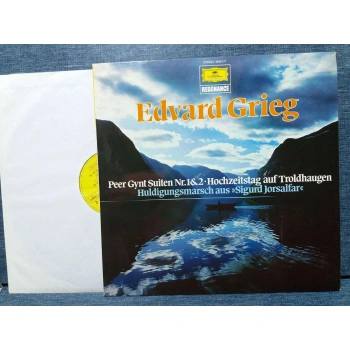 RESONANCE
Edvard Grieg
Peer Gynt Suiten Nr.1&2·Hochzeitstag auf Troldhaugen
Huldigungsmarsch aus »Sigurd Jorsalfar«